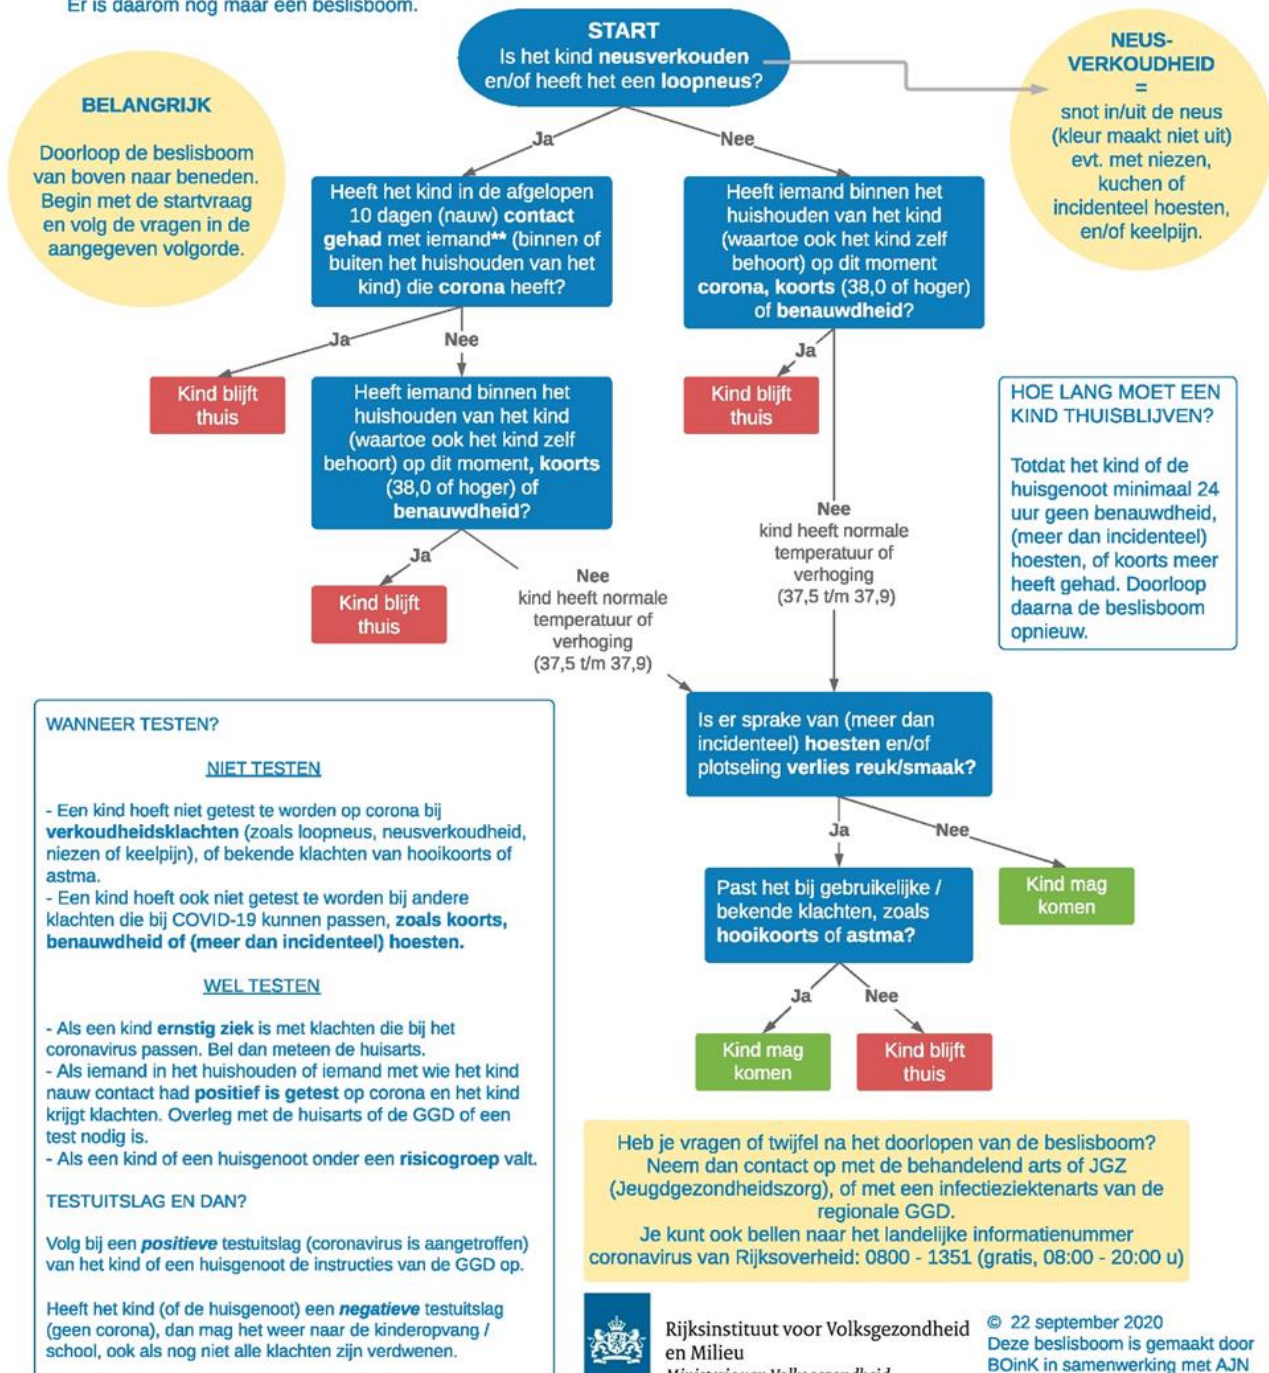 Er is daarom nog maar één beslisboom.
START
Is het kind neusverkouden
en/of heeft het een loopneus?
NEUS-
VERKOUDHEID
=
snot in/uit de neus
(kleur maakt niet uit)
evt. met niezen,
kuchen of
incidenteel hoesten,
en/of keelpijn.
BELANGRIJK
Doorloop de beslisboom
van boven naar beneden.
Begin met de startvraag
en volg de vragen in de
aangegeven volgorde.
Ja
Nee
Heeft het kind in de afgelopen
10 dagen (nauw) contact
gehad met iemand** (binnen of
buiten het huishouden van het
kind) die corona heeft?
Heeft iemand binnen het
huishouden van het kind
(waartoe ook het kind zelf
behoort) op dit moment
corona, koorts (38,0 of hoger)
of benauwdheid?
Ja
Nee
Ja
Kind blijft
thuis
Heeft iemand binnen het
huishouden van het kind
(waartoe ook het kind zelf
behoort) op dit moment, koorts
(38,0 of hoger) of
benauwdheid?
Kind blijft
thuis
HOE LANG MOET EEN
KIND THUISBLIJVEN?
Totdat het kind of de
huisgenoot minimaal 24
uur geen benauwdheid,
(meer dan incidenteel)
hoesten, of koorts meer
heeft gehad. Doorloop
daarna de beslisboom
opnieuw.
Nee
kind heeft normale
temperatuur of
verhoging
(37,5 t/m 37,9)
Ja
Kind blijft
thuis
Nee
kind heeft normale
temperatuur of
verhoging
(37,5 t/m 37,9)
Is er sprake van (meer dan
incidenteel) hoesten en/of
plotseling verlies reuk/smaak?
Ja
Nee
Past het bij gebruikelijke /
bekende klachten, zoals
hooikoorts of astma?
Kind mag
komen
Ja
Nee
Kind mag
komen
Kind blijft
thuis
WANNEER TESTEN?
NIET TESTEN
- Een kind hoeft niet getest te worden op corona bij
verkoudheidsklachten (zoals loopneus, neusverkoudheid,
niezen of keelpijn), of bekende klachten van hooikoorts of
astma.
- Een kind hoeft ook niet getest te worden bij andere
klachten die bij COVID-19 kunnen passen, zoals koorts,
benauwdheid of (meer dan incidenteel) hoesten.
WEL TESTEN
- Als een kind ernstig ziek is met klachten die bij het
coronavirus passen. Bel dan meteen de huisarts.
- Als iemand in het huishouden of iemand met wie het kind
nauw contact had positief is getest op corona en het kind
krijgt klachten. Overleg met de huisarts of de GGD of een
test nodig is.
- Als een kind of een huisgenoot onder een risicogroep valt.
TESTUITSLAG EN DAN?
Volg bij een positieve testuitslag (coronavirus is aangetroffen)
van het kind of een huisgenoot de instructies van de GGD op.
Heeft het kind (of de huisgenoot) een negatieve testuitslag
(geen corona), dan mag het weer naar de kinderopvang /
school, ook als nog niet alle klachten zijn verdwenen.
Heb je vragen of twijfel na het doorlopen van de beslisboom?
Neem dan contact op met de behandelend arts of JGZ
(Jeugdgezondheidszorg), of met een infectieziektenarts van de
regionale GGD.
Je kunt ook bellen naar het landelijke informatienummer
coronavirus van Rijksoverheid: 0800 - 1351 (gratis, 08:00 - 20:00 u)
Rijksinstituut voor Volksgezondheid
en Milieu
Ministerie van Volksgezondheid
© 22 september 2020
Deze beslisboom is gemaakt door
BOinK in samenwerking met AJN